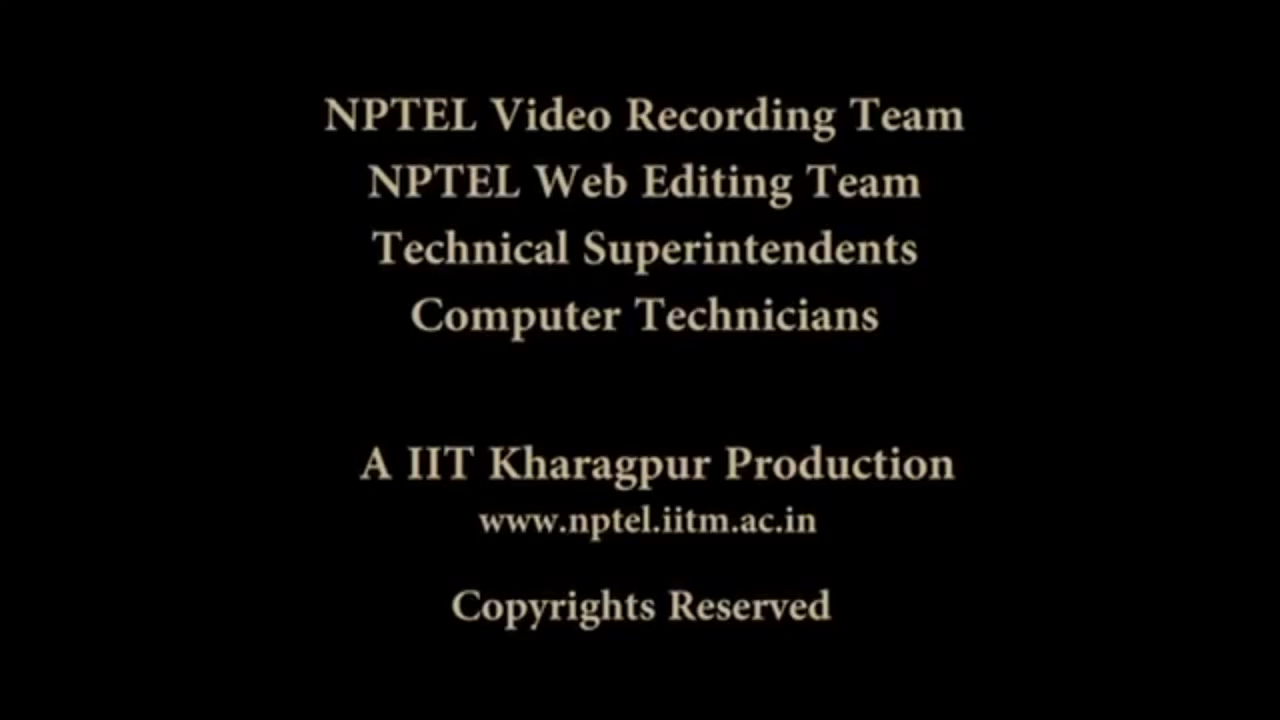 NPTEL Video Recording Team
NPTEL Web Editing Team
Technical Superintendents
Computer Technicians
A IIT Kharagpur Production
www.nptel.iitm.ac.in
Copyrights Reserved